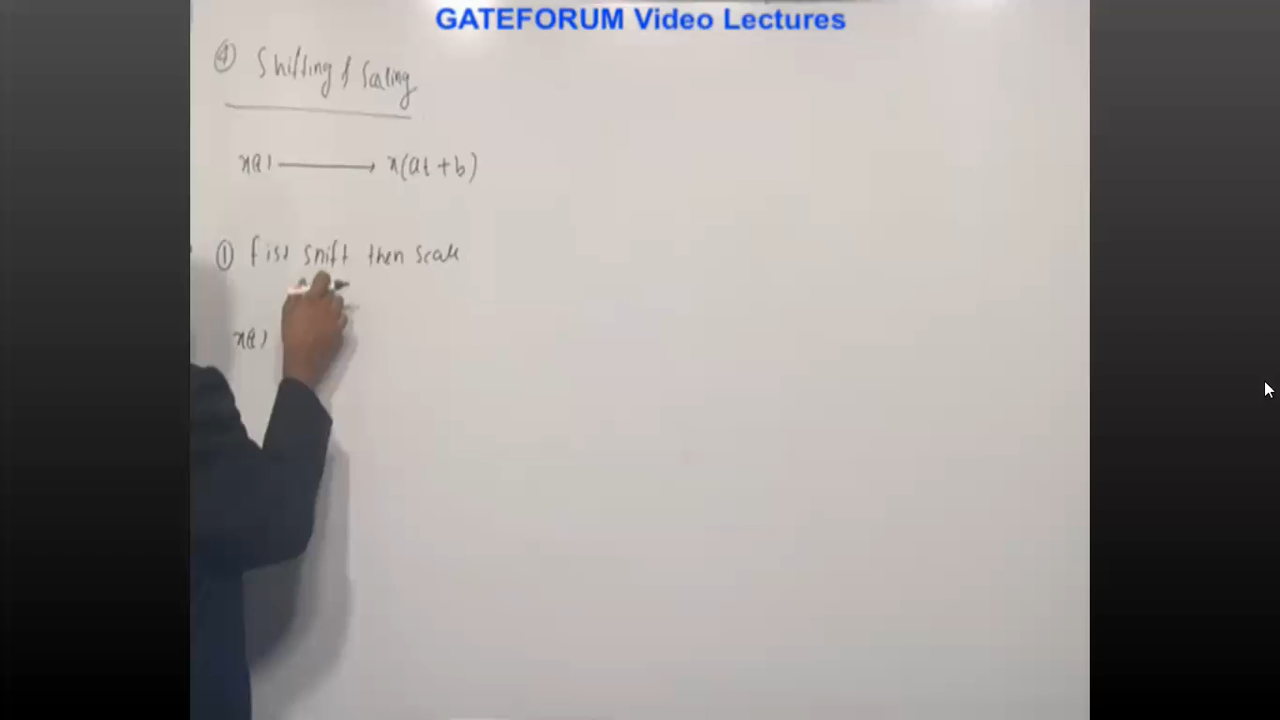 GATEFORUM Video Lectures
④ Shifting & Scaling
x(t) ⟶ x(at + b)
① First shift then scale
x(t)